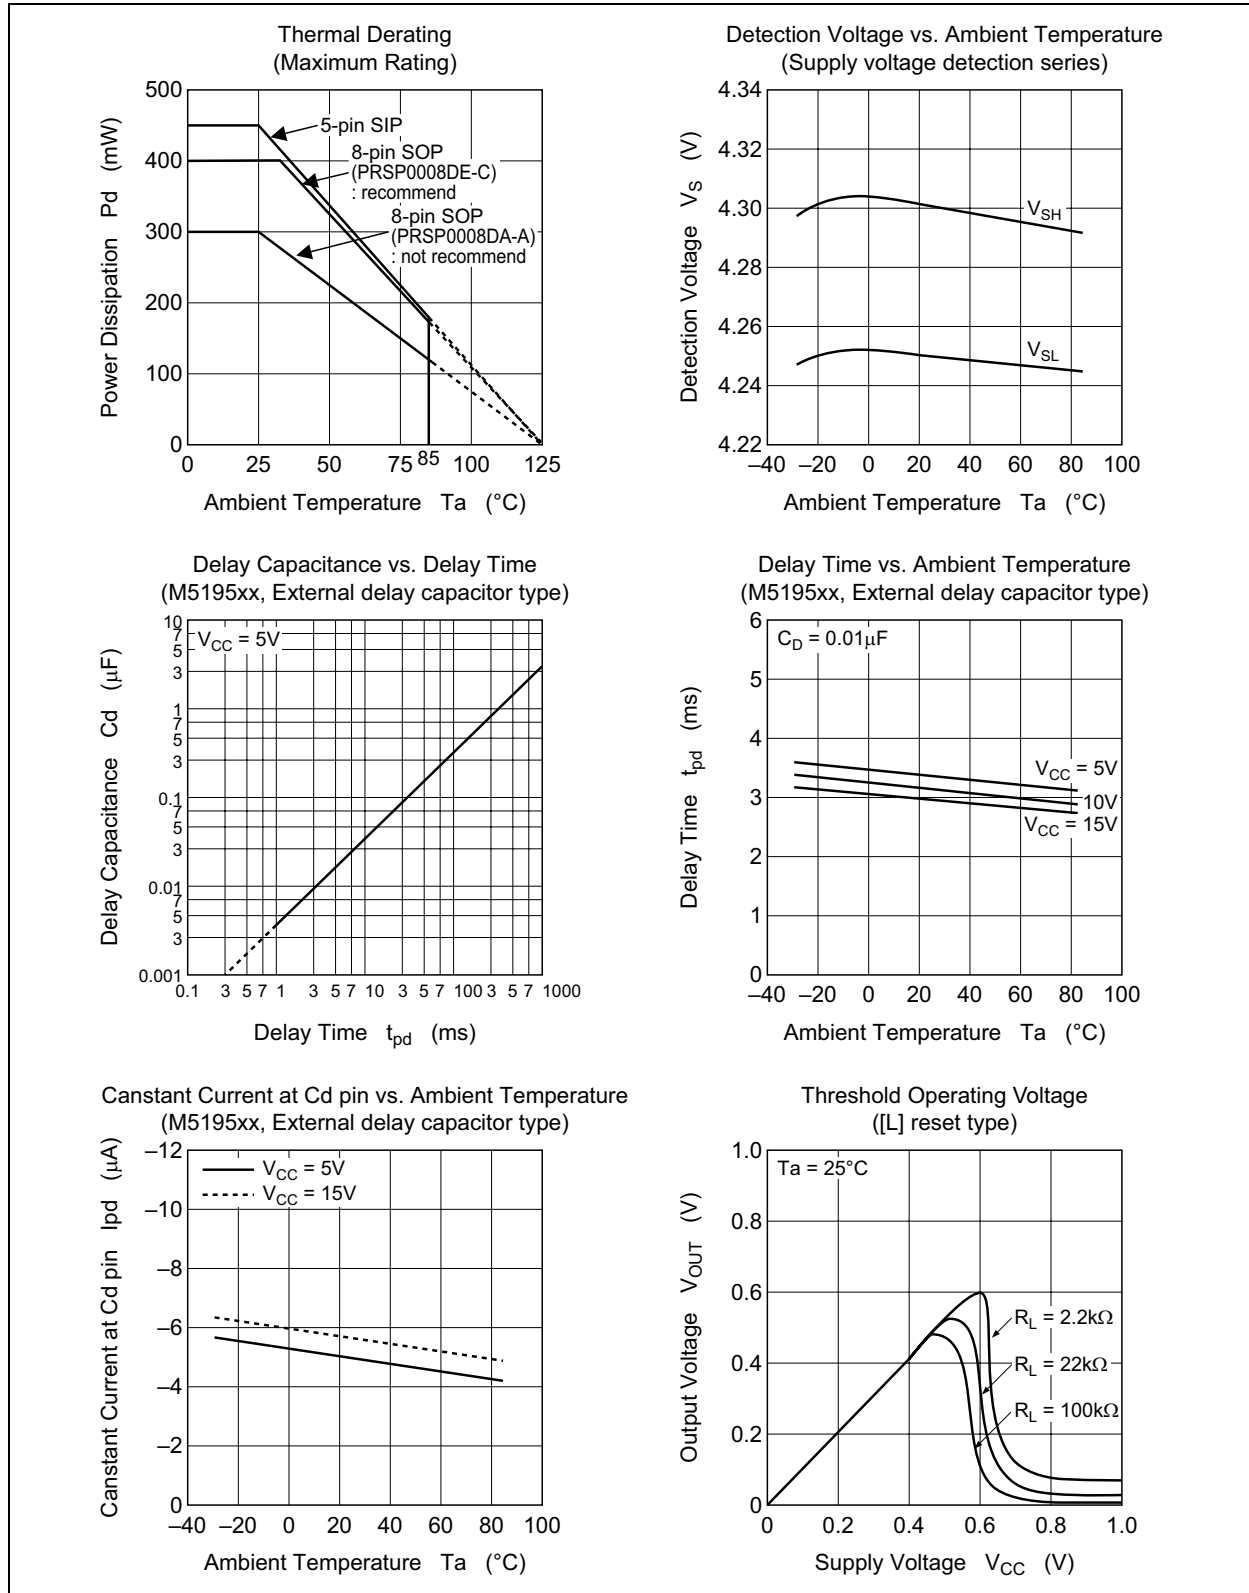 Thermal Derating
(Maximum Rating)
500
400
300
200
100
0
0
25
50
75
85
100
125
5-pin SIP
8-pin SOP
(PRSP0008DE-C)
: recommend
8-pin SOP
(PRSP0008DA-A)
: not recommend
Power Dissipation Pd (mW)
Ambient Temperature Ta (°C)
Detection Voltage vs. Ambient Temperature
(Supply voltage detection series)
4.34
4.32
4.30
4.28
4.26
4.24
4.22
–40 –20 0 20 40 60 80 100
VSH
VSL
Detection Voltage VS (V)
Ambient Temperature Ta (°C)
Delay Capacitance vs. Delay Time
(M5195xx, External delay capacitor type)
VCC = 5V
10
7
5
3
1
7
5
3
0.1
7
5
3
0.01
7
5
3
0.001
0.1 3 5 7 1 3 5 7 10 3 5 7 100 3 5 7 1000
Delay Capacitance Cd (μF)
Delay Time tpd (ms)
Delay Time vs. Ambient Temperature
(M5195xx, External delay capacitor type)
CD = 0.01μF
6
5
4
3
2
1
0
–40 –20 0 20 40 60 80 100
VCC = 5V
10V
VCC = 15V
Delay Time tpd (ms)
Ambient Temperature Ta (°C)
Canstant Current at Cd pin vs. Ambient Temperature
(M5195xx, External delay capacitor type)
VCC = 5V
VCC = 15V
–12
–10
–8
–6
–4
–2
0
–40 –20 0 20 40 60 80 100
Canstant Current at Cd pin Ipd (μA)
Ambient Temperature Ta (°C)
Threshold Operating Voltage
([L] reset type)
Ta = 25°C
1.0
0.8
0.6
0.4
0.2
0
0 0.2 0.4 0.6 0.8 1.0
RL = 2.2kΩ
RL = 22kΩ
RL = 100kΩ
Output Voltage VOUT (V)
Supply Voltage VCC (V)